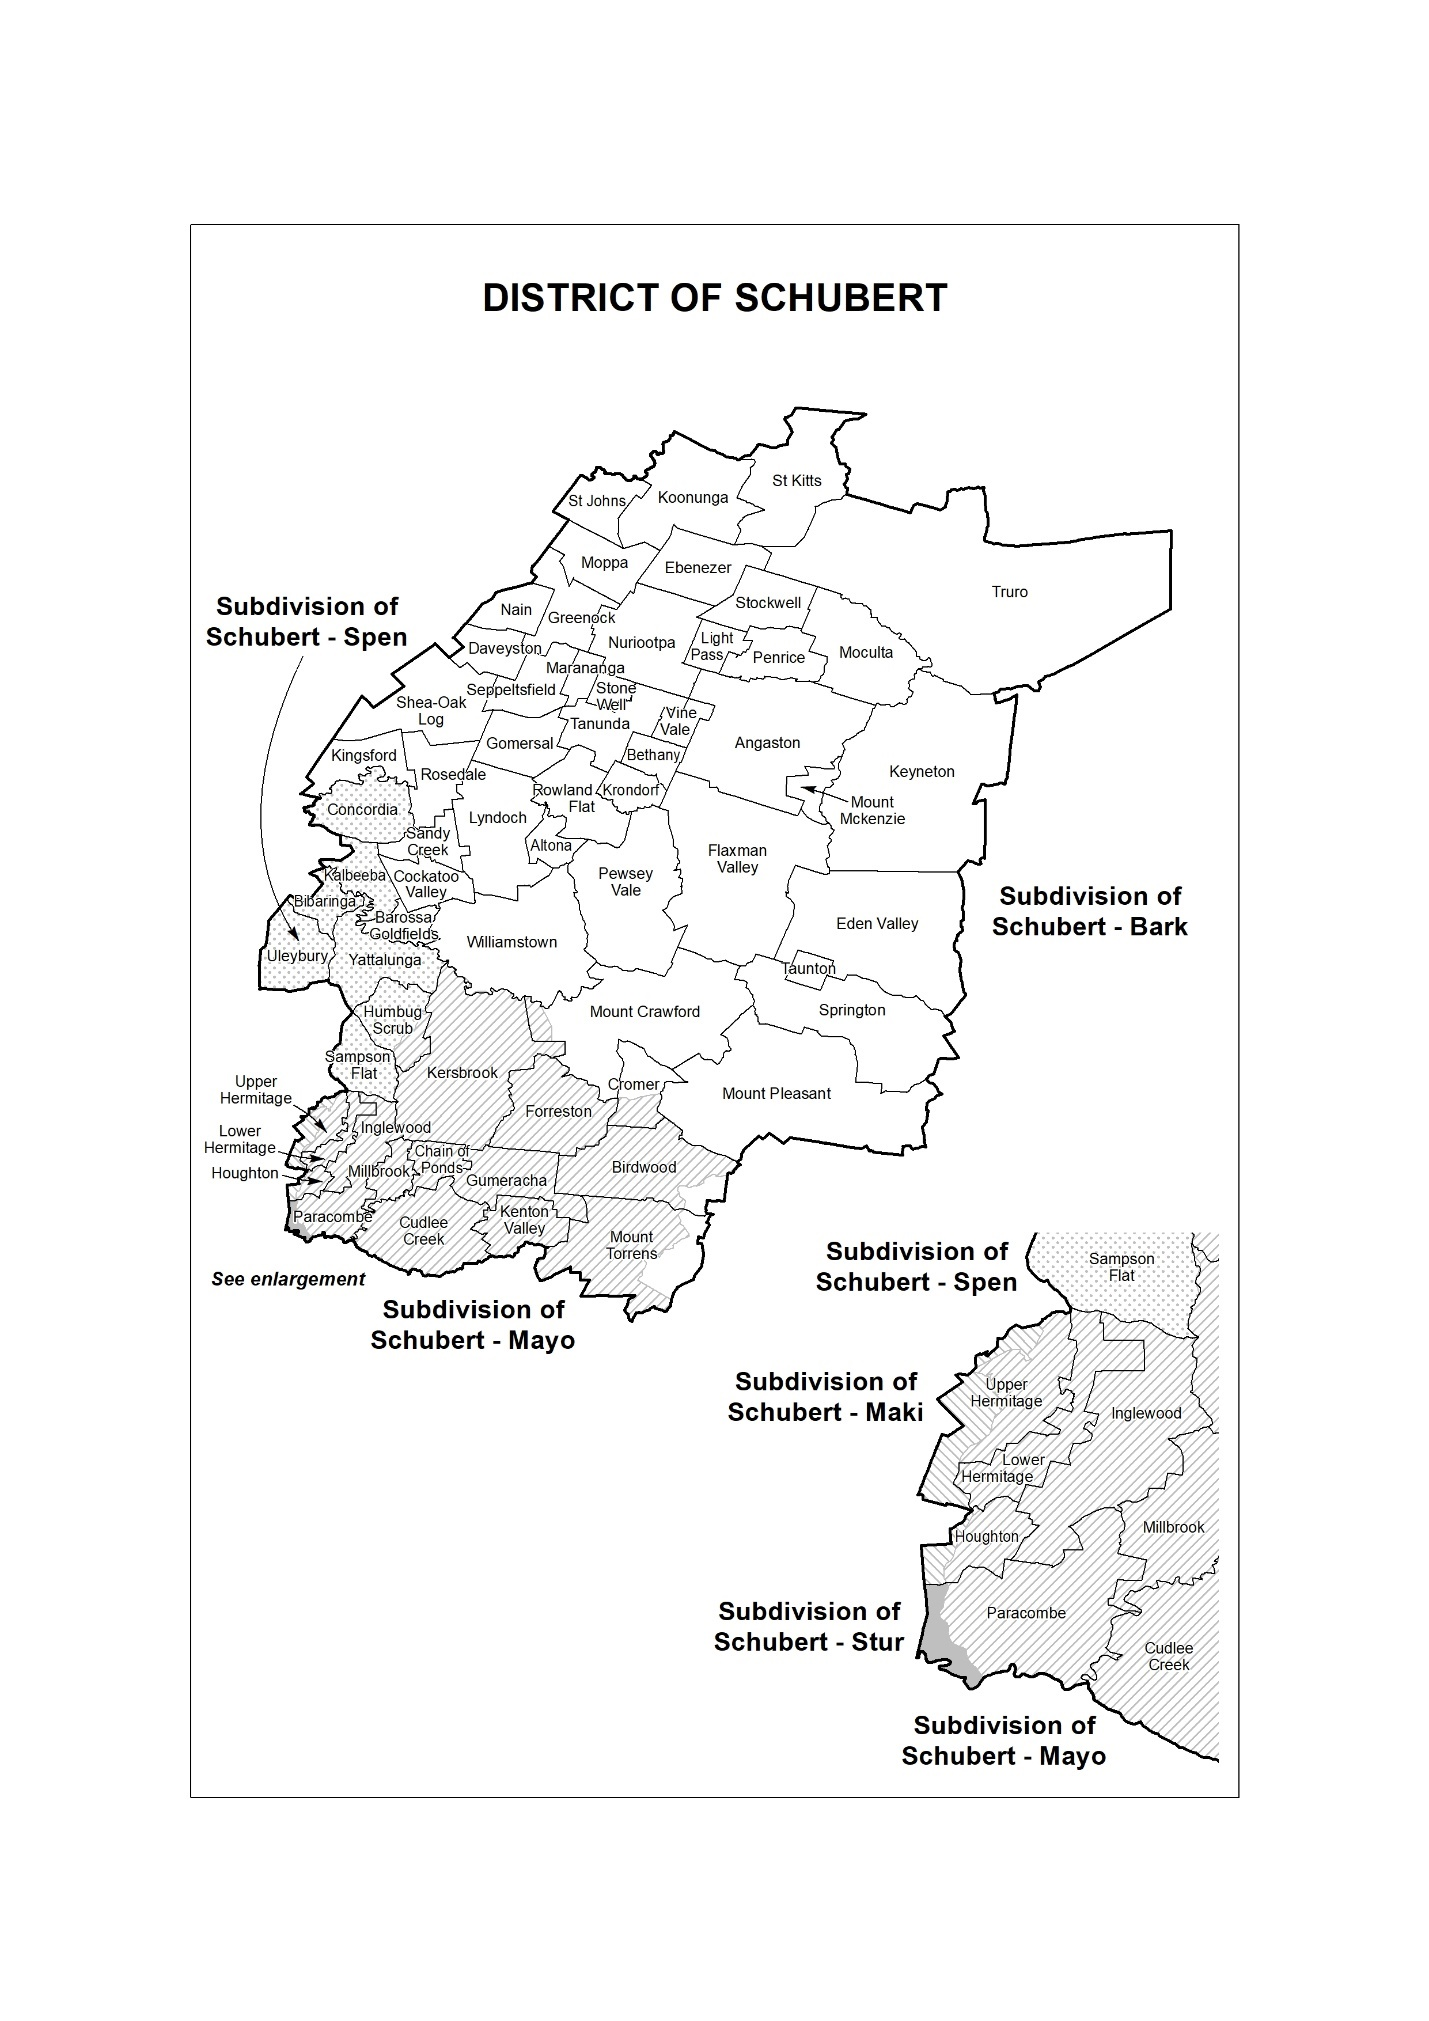 DISTRICT OF SCHUBERT
St Kitts
Koonunga
St Johns
Moppa
Ebenezer
Truro
Subdivision of
Schubert - Spen
Nain
Greenock
Stockwell
Nuriootpa
Light
Pass
Penrice
Moculta
Daveyston
Marananga
Seppeltsfield
Stone
Well
Shea-Oak
Log
Tanunda
Vine
Vale
Gomersal
Angaston
Kingsford
Bethany
Rosedale
Keyneton
Rowland
Flat
Krondorf
Mount
Mckenzie
Concordia
Lyndoch
Sandy
Creek
Altona
Flaxman
Valley
Kalbeeba
Cockatoo
Valley
Pewsey
Vale
Bibaringa
Subdivision of
Schubert - Bark
Barossa
Goldfields
Eden Valley
Williamstown
Uleybury
Yattalunga
Taunton
Humbug
Scrub
Mount Crawford
Springton
Sampson
Flat
Kersbrook
Cromer
Mount Pleasant
Upper
Hermitage
Forreston
Inglewood
Lower
Hermitage
Houghton
Millbrook
Chain of
Ponds
Gumeracha
Birdwood
Paracombe
Cudlee
Creek
Kenton
Valley
Mount
Torrens
See enlargement
Subdivision of
Schubert - Mayo
Subdivision of
Schubert - Spen
Sampson
Flat
Subdivision of
Schubert - Maki
Upper
Hermitage
Inglewood
Lower
Hermitage
Houghton
Millbrook
Subdivision of
Schubert - Stur
Paracombe
Cudlee
Creek
Subdivision of
Schubert - Mayo